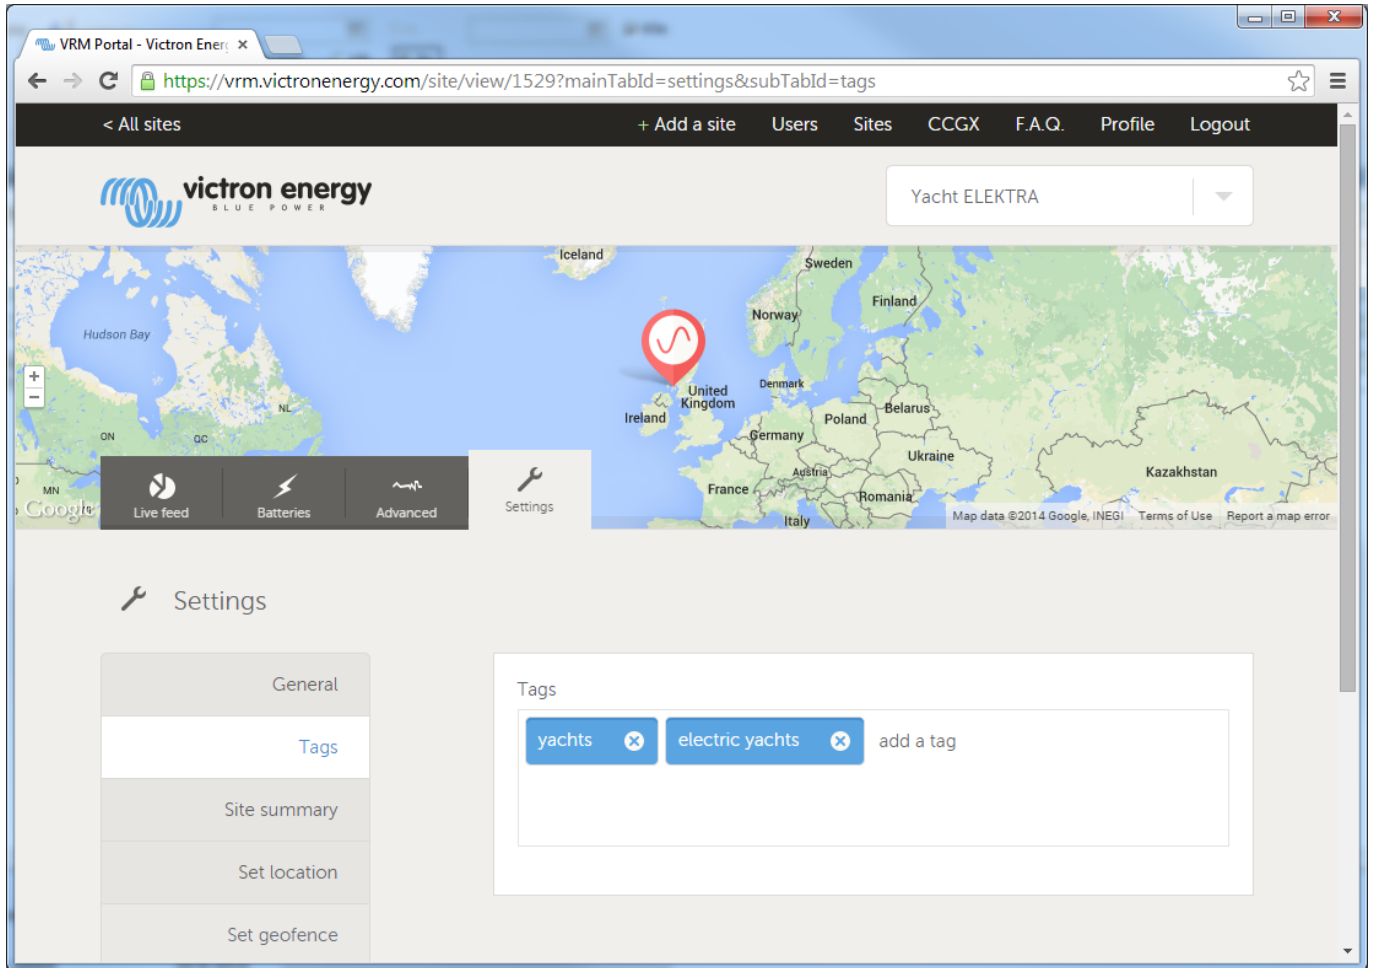 VRM Portal - Victron Ener
https://vrm.victronenergy.com/site/view/1529?mainTabId=settings&subTabId=tags
< All sites
+ Add a site Users Sites CCGX F.A.Q. Profile Logout
victron energy
BLUE POWER
Yacht ELEKTRA
Iceland
Sweden
Finland
Norway
Hudson Bay
+
-
United
Kingdom
Denmark
Ireland
NL
Poland
Belarus
ON
QC
Germany
Ukraine
Austria
Kazakhstan
MN
France
Romania
Google
Italy
Live feed
Batteries
Advanced
Settings
Map data ©2014 Google, INEGI Terms of Use Report a map error
Settings
General
Tags
Site summary
Set location
Set geofence
Tags
yachts electric yachts add a tag